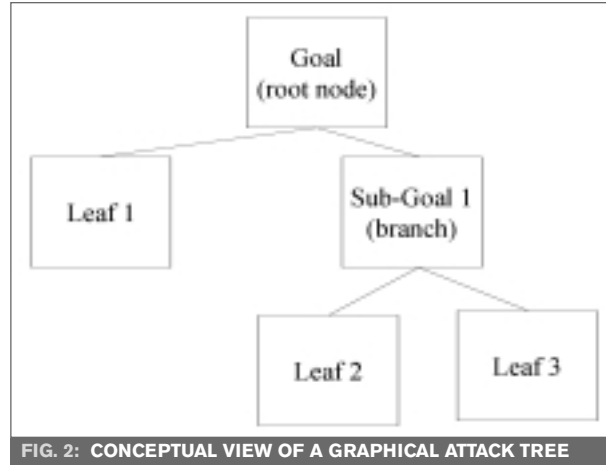 Goal
(root node)
Leaf 1
Sub-Goal 1
(branch)
Leaf 2
Leaf 3
FIG. 2: CONCEPTUAL VIEW OF A GRAPHICAL ATTACK TREE